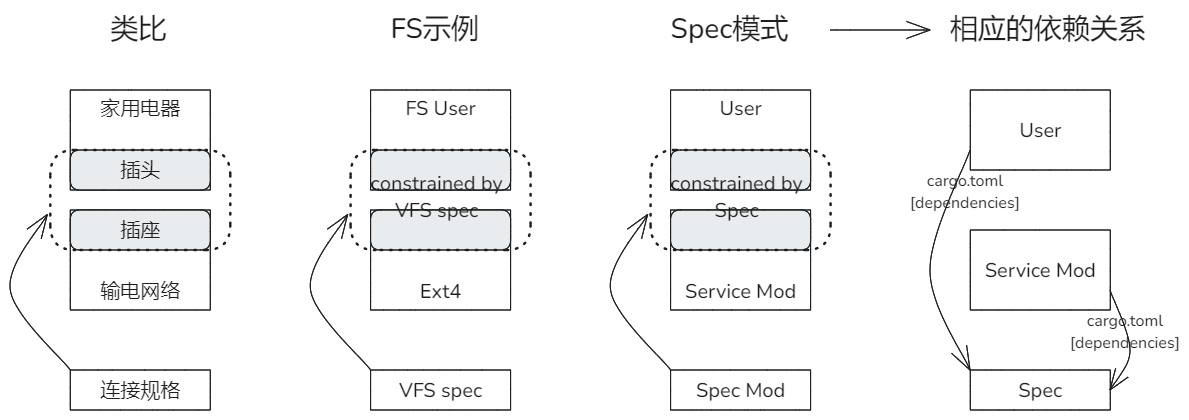 类比
家用电器
插头
插座
输电网络
连接规格
FS示例
FS User
constrained by
VFS spec
Ext4
VFS spec
Spec模式
User
constrained by
Spec
Service Mod
Spec Mod
相应的依赖关系
User
cargo.toml
[dependencies]
Service Mod
cargo.toml
[dependencies]
Spec